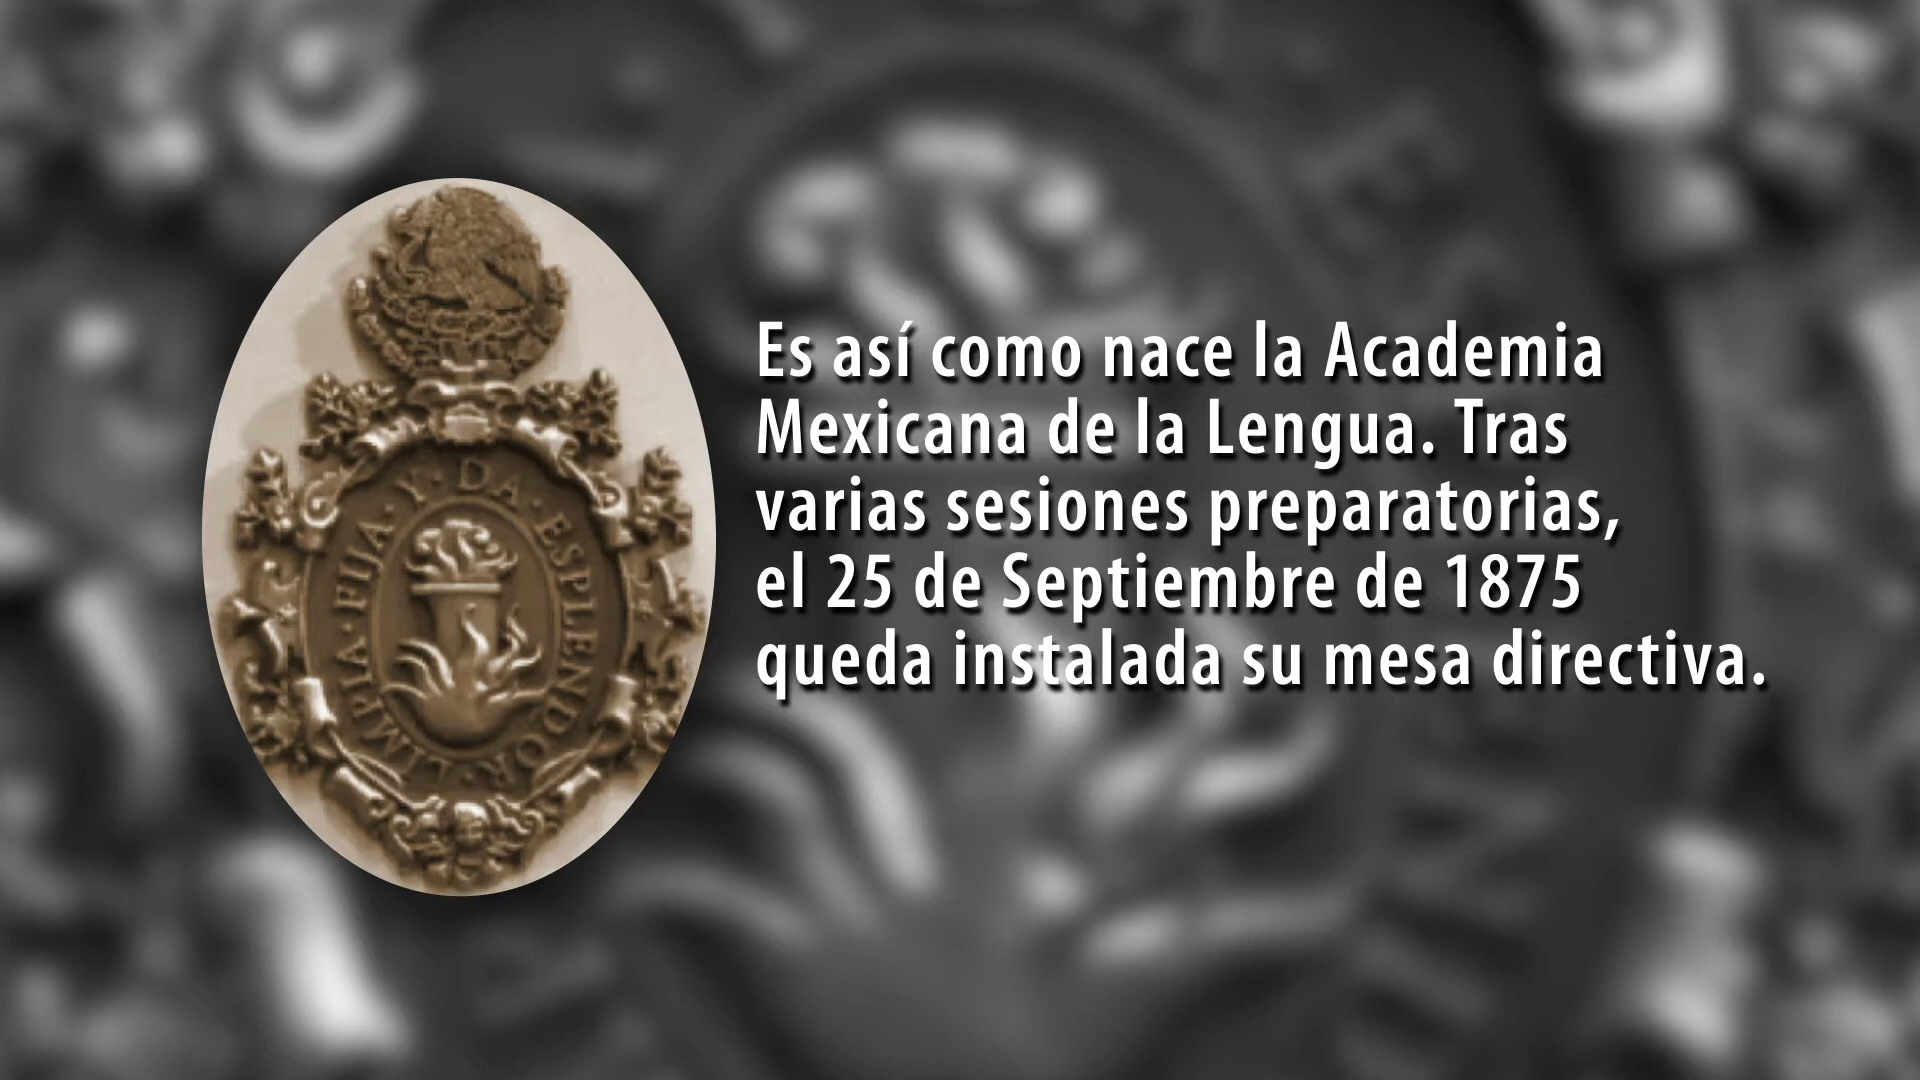 LIMPIA·FIJA·Y·DA·ESPLENDOR·
Es así como nace la Academia
Mexicana de la Lengua. Tras
varias sesiones preparatorias,
el 25 de Septiembre de 1875
queda instalada su mesa directiva.